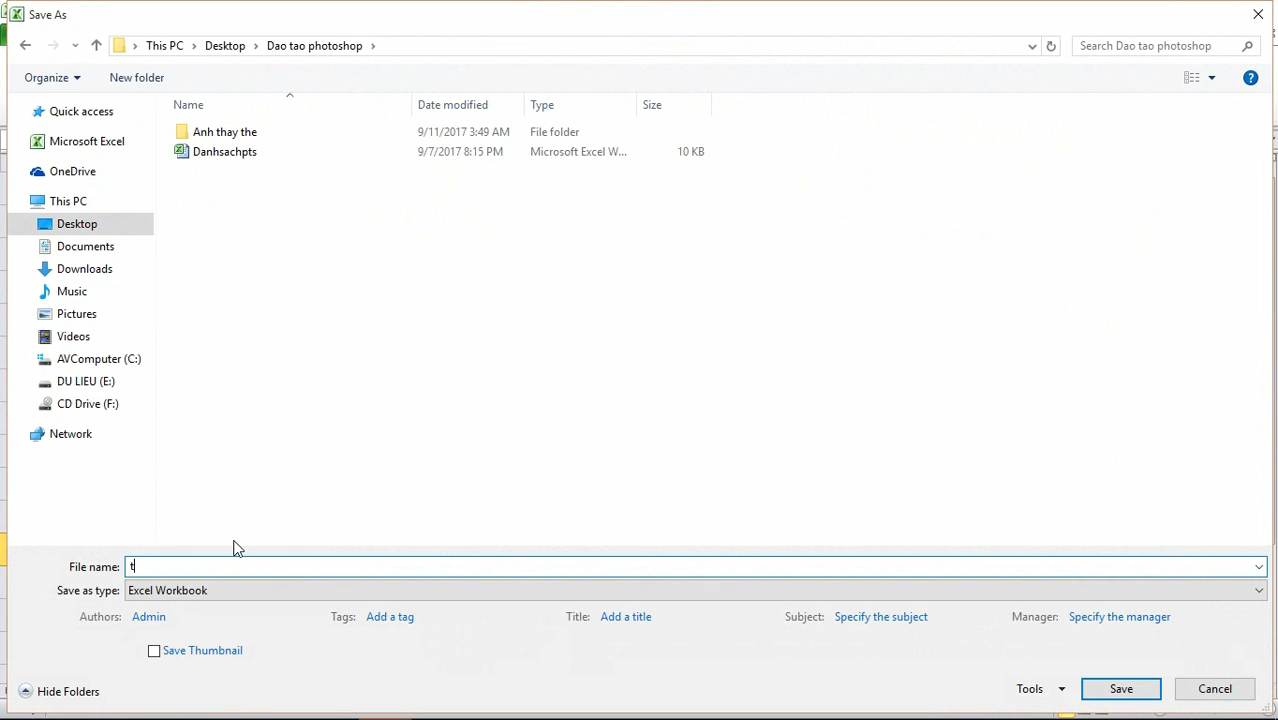 Save As
This PC Desktop Dao tao photoshop Search Dao tao photoshop
Organize New folder
Name Date modified Type Size
Quick access
Microsoft Excel
OneDrive
This PC
Desktop
Documents
Downloads
Music
Pictures
Videos
AVComputer (C:)
DU LIEU (E:)
CD Drive (F:)
Network
Anh thay the 9/11/2017 3:49 AM File folder
Danhsachpts 9/7/2017 8:15 PM Microsoft Excel W... 10 KB
File name: t
Save as type: Excel Workbook
Authors: Admin Tags: Add a tag Title: Add a title Subject: Specify the subject Manager: Specify the manager
Save Thumbnail
Hide Folders Tools Save Cancel